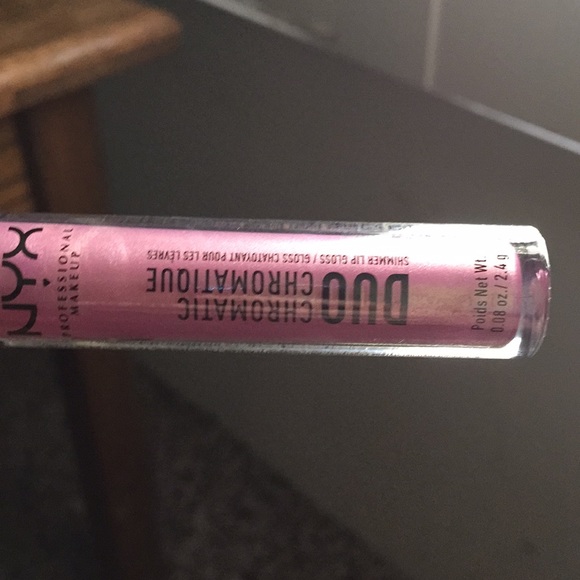 NYX
PROFESSIONAL
MAKEUP
DUO CHROMATIC
CHROMATIQUE
SHIMMER LIP GLOSS / GLOSS CHATOYANT POUR LES LÈVRES
Poids Net Wt.
0.08 oz. / 2.4 g